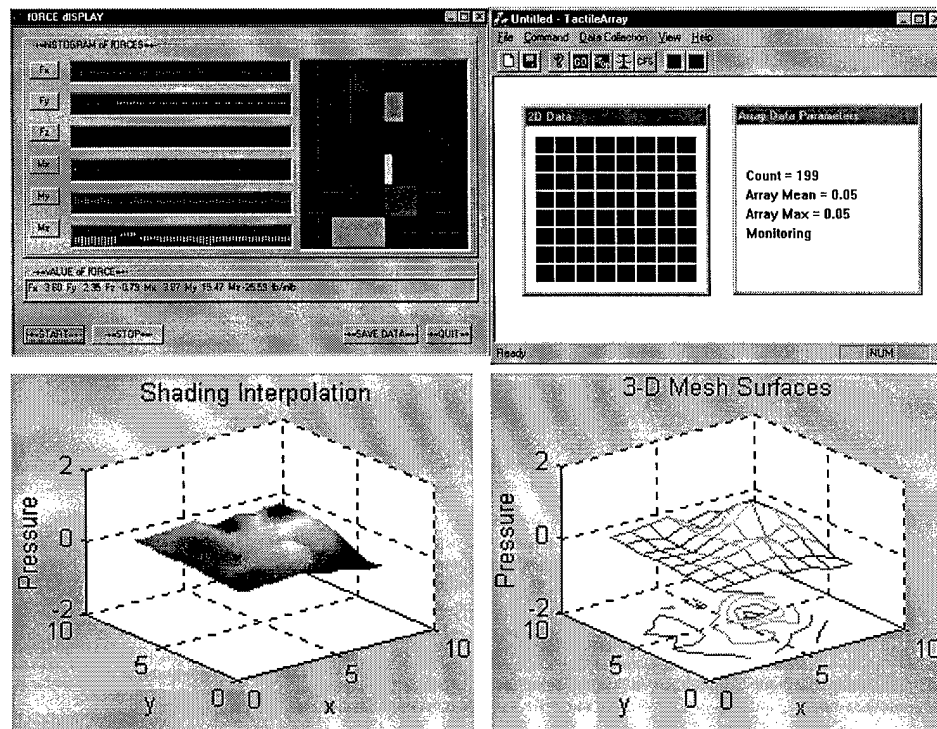 fORCE dISPLAY
HISTOGRAM of fORCES
Fx
Fy
Fz
Mx
My
Mz
VALUE of fORCE
Fx 3.80 Fy 2.35 Fz -0.79 Mx 3.87 My 15.47 Mz -25.53 lb/inlb
START
STOP
SAVE DATA
QUIT
Untitled - TactileArray
File Command Data Collection View Help
GO
CFG
2D Data
Array Data Parameters
Count = 199
Array Mean = 0.05
Array Max = 0.05
Monitoring
Ready
NUM
Shading Interpolation
Pressure
2
0
-2
10
5
0
y
0
5
10
x
3-D Mesh Surfaces
Pressure
2
0
-2
10
5
0
y
0
5
10
x